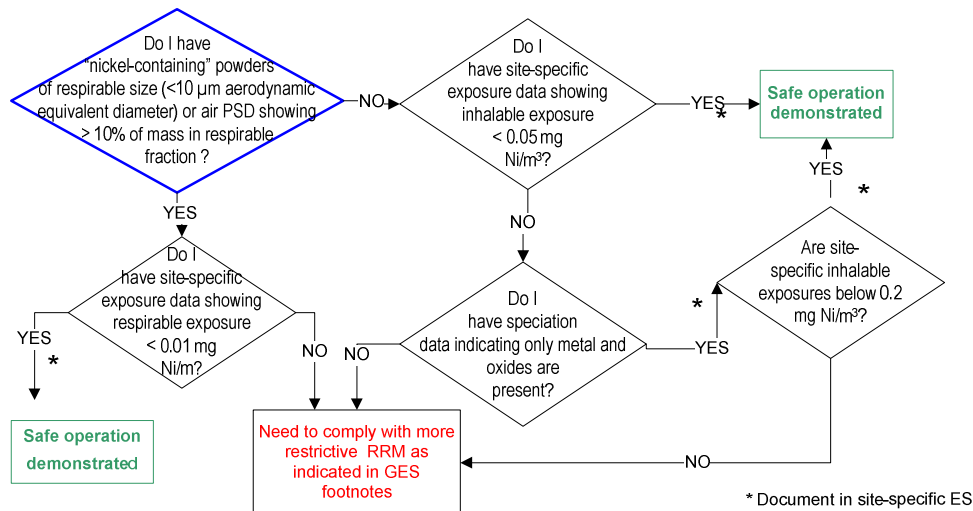 Do I have
“nickel-containing” powders
of respirable size (<10 µm aerodynamic
equivalent diameter) or air PSD showing
> 10% of mass in respirable
fraction ?
NO
Do I
have site-specific
exposure data showing
inhalable exposure
< 0.05 mg
Ni/m³?
YES
*
Safe operation
demonstrated
YES
*
YES
NO
Do I
have site-specific
exposure data showing
respirable exposure
< 0.01 mg
Ni/m?
YES
*
NO
Do I
have speciation
data indicating only metal and
oxides are
present?
NO
YES
*
Are site-
specific inhalable
exposures below 0.2
mg Ni/m³?
Safe operation
demonstrated
Need to comply with more
restrictive RRM as
indicated in GES
footnotes
NO
* Document in site-specific ES